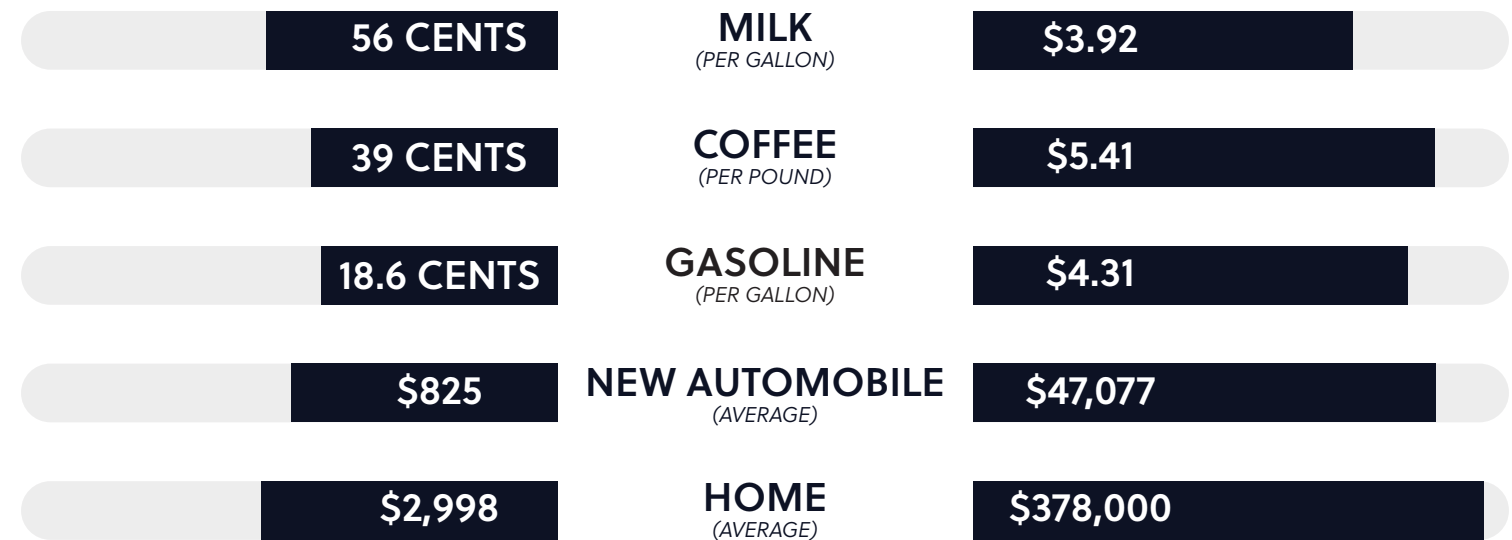 56 CENTS
MILK
(PER GALLON)
$3.92
39 CENTS
COFFEE
(PER POUND)
$5.41
18.6 CENTS
GASOLINE
(PER GALLON)
$4.31
$825
NEW AUTOMOBILE
(AVERAGE)
$47,077
$2,998
HOME
(AVERAGE)
$378,000